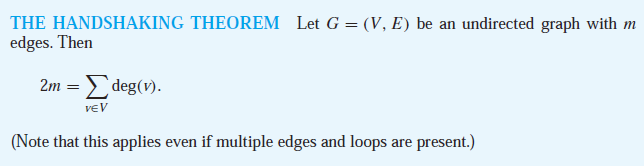 THE HANDSHAKING THEOREM Let G = (V, E) be an undirected graph with m
edges. Then
2m = ∑ deg(v).
v∈V
(Note that this applies even if multiple edges and loops are present.)